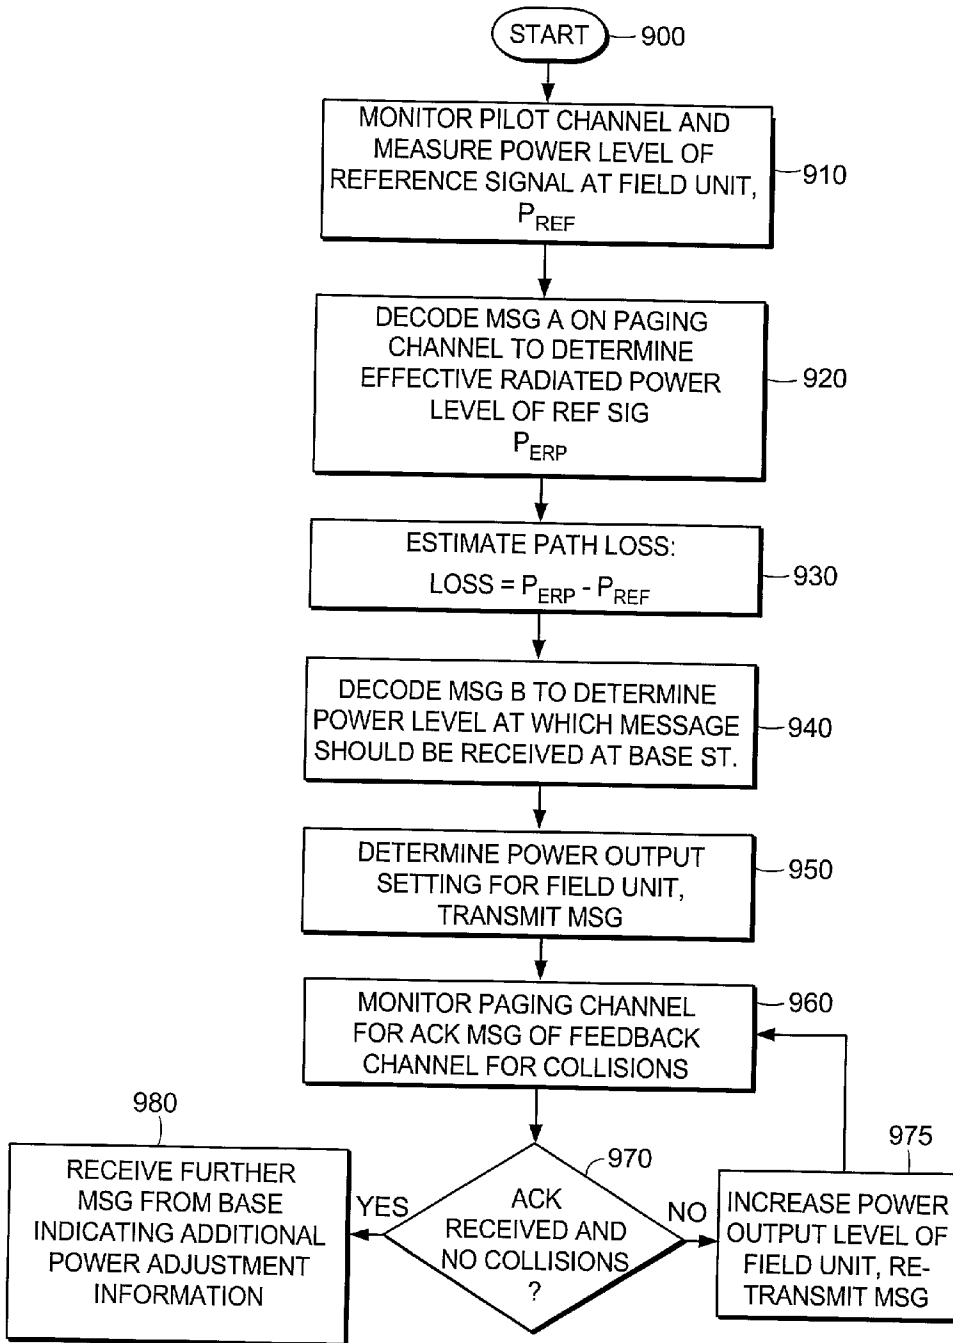 START
900
MONITOR PILOT CHANNEL AND
MEASURE POWER LEVEL OF
REFERENCE SIGNAL AT FIELD UNIT,
P_REF
910
DECODE MSG A ON PAGING
CHANNEL TO DETERMINE
EFFECTIVE RADIATED POWER
LEVEL OF REF SIG
P_ERP
920
ESTIMATE PATH LOSS:
LOSS = P_ERP - P_REF
930
DECODE MSG B TO DETERMINE
POWER LEVEL AT WHICH MESSAGE
SHOULD BE RECEIVED AT BASE ST.
940
DETERMINE POWER OUTPUT
SETTING FOR FIELD UNIT,
TRANSMIT MSG
950
MONITOR PAGING CHANNEL
FOR ACK MSG OF FEEDBACK
CHANNEL FOR COLLISIONS
960
970
ACK
RECEIVED AND
NO COLLISIONS
?
YES
NO
980
RECEIVE FURTHER
MSG FROM BASE
INDICATING ADDITIONAL
POWER ADJUSTMENT
INFORMATION
975
INCREASE POWER
OUTPUT LEVEL OF
FIELD UNIT, RE-
TRANSMIT MSG